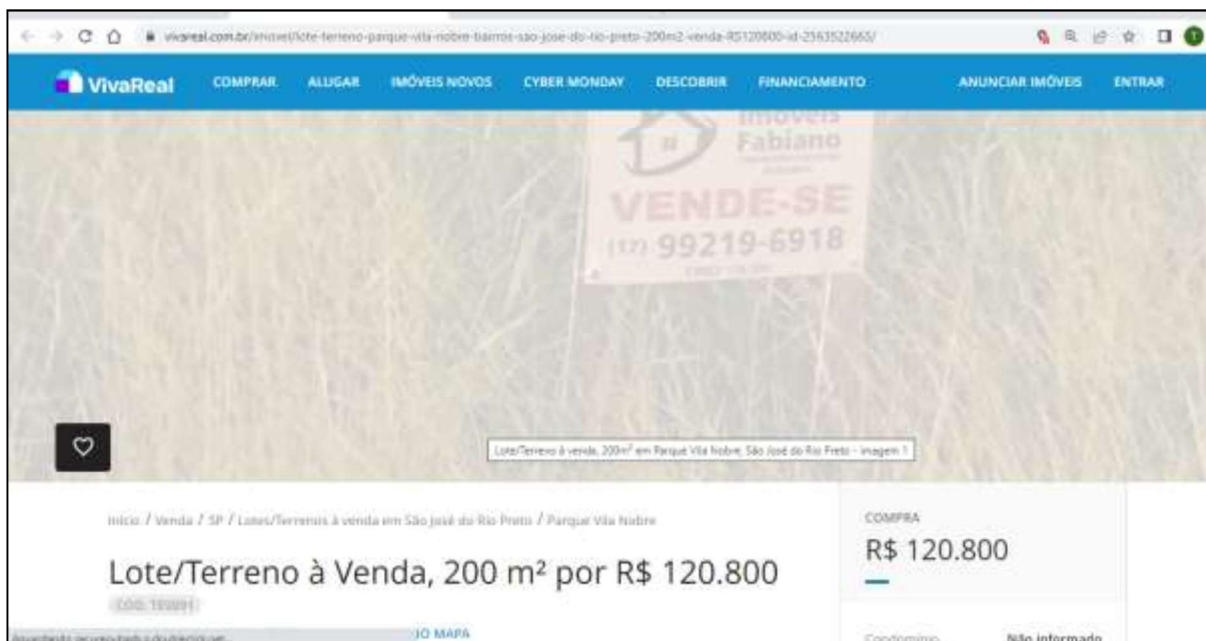 vivareal.com.br/imovel/lote-terreno-parque-vila-nobre-bairros-sao-jose-do-rio-preto-200m2-venda-RS120800-id-2563522665/
VivaReal COMPRAR ALUGAR IMÓVEIS NOVOS CYBER MONDAY DESCOBRIR FINANCIAMENTO ANUNCIAR IMÓVEIS ENTRAR
Imóveis
Fabiano
VENDE-SE
(17) 99219-6918
Lote/Terreno à venda, 200m² em Parque Vila Nobre, São José do Rio Preto - imagem 1
Início / Venda / SP / Lotes/Terrenos à venda em São José do Rio Preto / Parque Vila Nobre
COMPRA
R$ 120.800
Lote/Terreno à Venda, 200 m² por R$ 120.800
CÓD.
JO MAPA
Condomínio Não informado